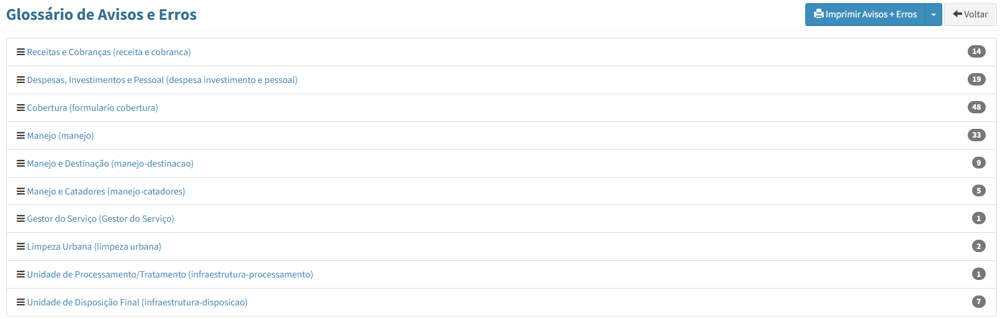 Glossário de Avisos e Erros
Imprimir Avisos + Erros
Voltar
Receitas e Cobranças (receita e cobranca) 14
Despesas, Investimentos e Pessoal (despesa investimento e pessoal) 19
Cobertura (formulario cobertura) 48
Manejo (manejo) 33
Manejo e Destinação (manejo-destinacao) 9
Manejo e Catadores (manejo-catadores) 5
Gestor do Serviço (Gestor do Serviço) 1
Limpeza Urbana (limpeza urbana) 2
Unidade de Processamento/Tratamento (infraestrutura-processamento) 1
Unidade de Disposição Final (infraestrutura-disposicao) 7